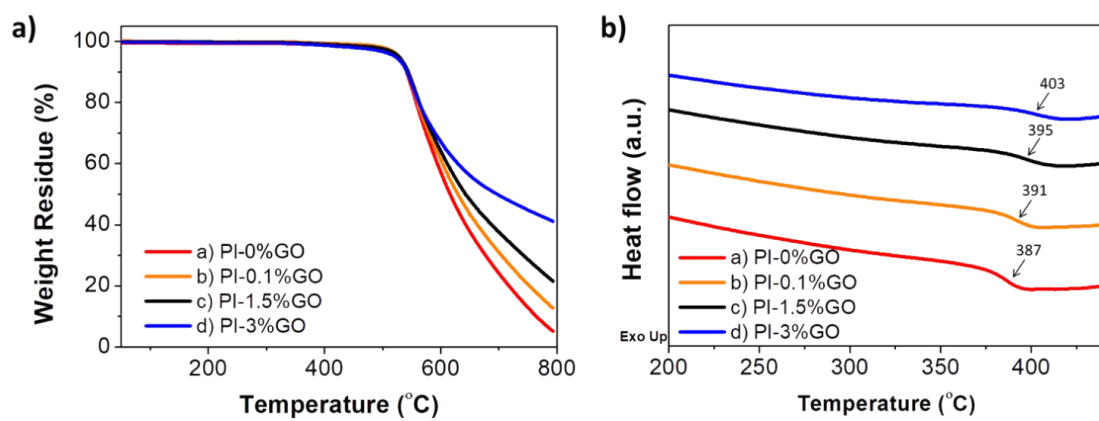 a)
Weight Residue (%)
100
80
60
40
20
0
a) PI-0%GO
b) PI-0.1%GO
c) PI-1.5%GO
d) PI-3%GO
200
400
600
800
Temperature (°C)
b)
Heat flow (a.u.)
403
395
391
387
a) PI-0%GO
b) PI-0.1%GO
c) PI-1.5%GO
d) PI-3%GO
Exo Up
200
250
300
350
400
Temperature (°C)